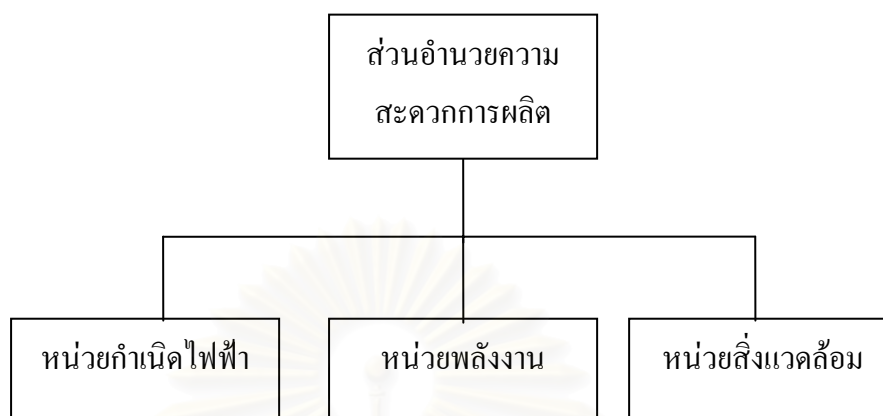 ส่วนอำนวยความ
สะดวกการผลิต
หน่วยกำเนิดไฟฟ้า
หน่วยพลังงาน
หน่วยสิ่งแวดล้อม